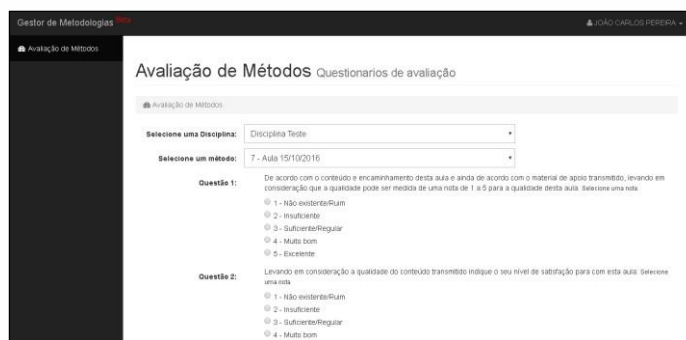 Gestor de Metodologias Beta
JOÃO CARLOS PEREIRA
Avaliação de Métodos
Avaliação de Métodos Questionarios de avaliação
Avaliação de Métodos
Selecione uma Disciplina: Disciplina Teste
Selecione um método: 7 - Aula 15/10/2016
Questão 1: De acordo com o conteúdo e encaminhamento desta aula e ainda de acordo com o material de apoio transmitido, levando em
consideração que a qualidade pode ser medida de uma nota de 1 a 5 para a qualidade desta aula. Selecione uma nota
1 - Não existente/Ruim
2 - Insuficiente
3 - Suficiente/Regular
4 - Muito bom
5 - Excelente
Questão 2: Levando em consideração a qualidade do conteúdo transmitido indique o seu nível de satisfação para com esta aula. Selecione
uma nota
1 - Não existente/Ruim
2 - Insuficiente
3 - Suficiente/Regular
4 - Muito bom